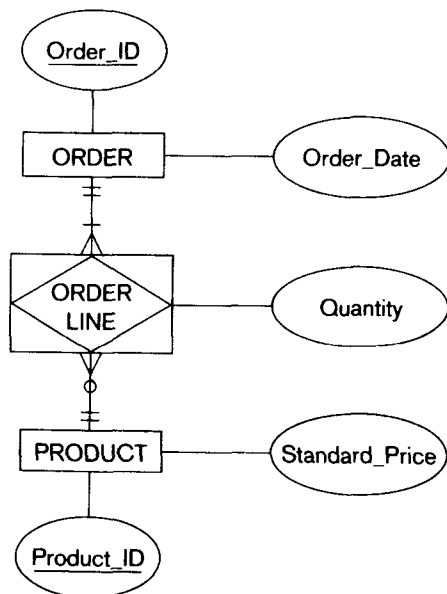 Order_ID
ORDER
Order_Date
ORDER
LINE
Quantity
PRODUCT
Standard_Price
Product_ID